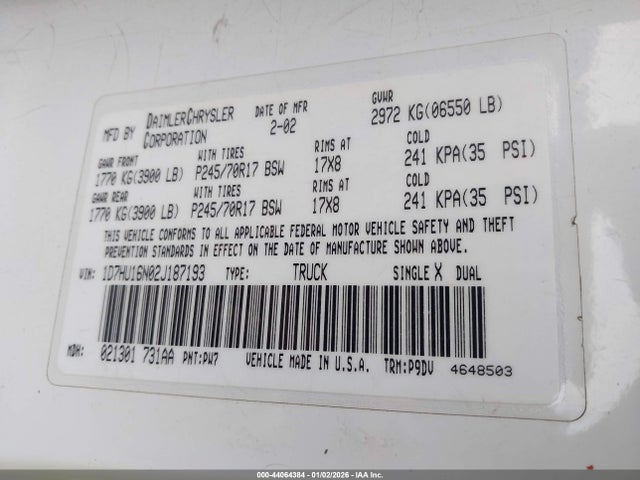 MFD BY DAIMLERCHRYSLER CORPORATION DATE OF MFR 2-02 GVWR 2972 KG(06550 LB)
GAWR FRONT WITH TIRES RIMS AT COLD
1770 KG(3900 LB) P245/70R17 BSW 17X8 241 KPA(35 PSI)
GAWR REAR WITH TIRES RIMS AT COLD
1770 KG(3900 LB) P245/70R17 BSW 17X8 241 KPA(35 PSI)
THIS VEHICLE CONFORMS TO ALL APPLICABLE FEDERAL MOTOR VEHICLE SAFETY AND THEFT
PREVENTION STANDARDS IN EFFECT ON THE DATE OF MANUFACTURE SHOWN ABOVE.
VIN: 1D7HU16N02J187193 TYPE: TRUCK SINGLE X DUAL
MDH: 021301 731AA PNT:PW7 VEHICLE MADE IN U.S.A. TRM:P9DV 4648503
000-44064384 - 01/02/2026 - IAA Inc.